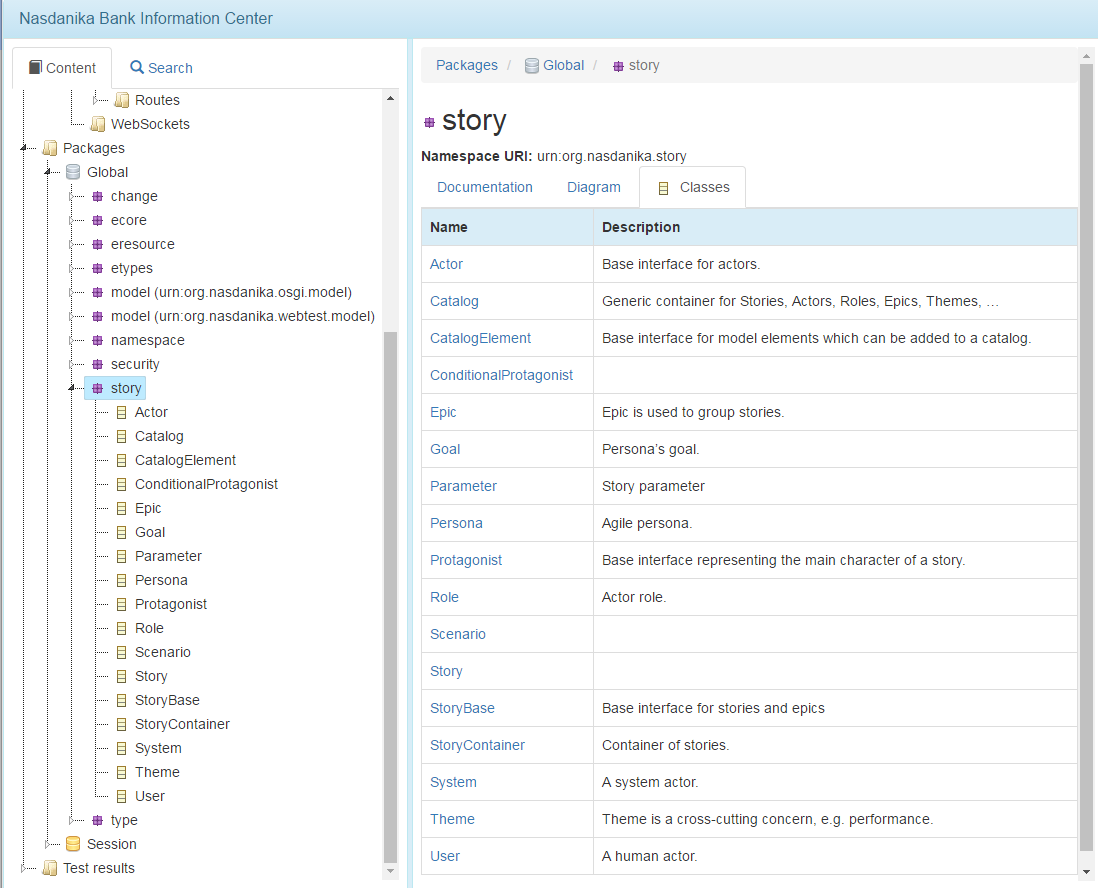 Nasdanika Bank Information Center
Content Search
Routes
WebSockets
Packages
Global
change
ecore
eresource
etypes
model (urn:org.nasdanika.osgi.model)
model (urn:org.nasdanika.webtest.model)
namespace
security
story
Actor
Catalog
CatalogElement
ConditionalProtagonist
Epic
Goal
Parameter
Persona
Protagonist
Role
Scenario
Story
StoryBase
StoryContainer
System
Theme
User
type
Session
Test results
Packages / Global / story
story
Namespace URI: urn:org.nasdanika.story
Documentation Diagram Classes
Name Description
Actor Base interface for actors.
Catalog Generic container for Stories, Actors, Roles, Epics, Themes, …
CatalogElement Base interface for model elements which can be added to a catalog.
ConditionalProtagonist
Epic Epic is used to group stories.
Goal Persona’s goal.
Parameter Story parameter
Persona Agile persona.
Protagonist Base interface representing the main character of a story.
Role Actor role.
Scenario
Story
StoryBase Base interface for stories and epics
StoryContainer Container of stories.
System A system actor.
Theme Theme is a cross-cutting concern, e.g. performance.
User A human actor.